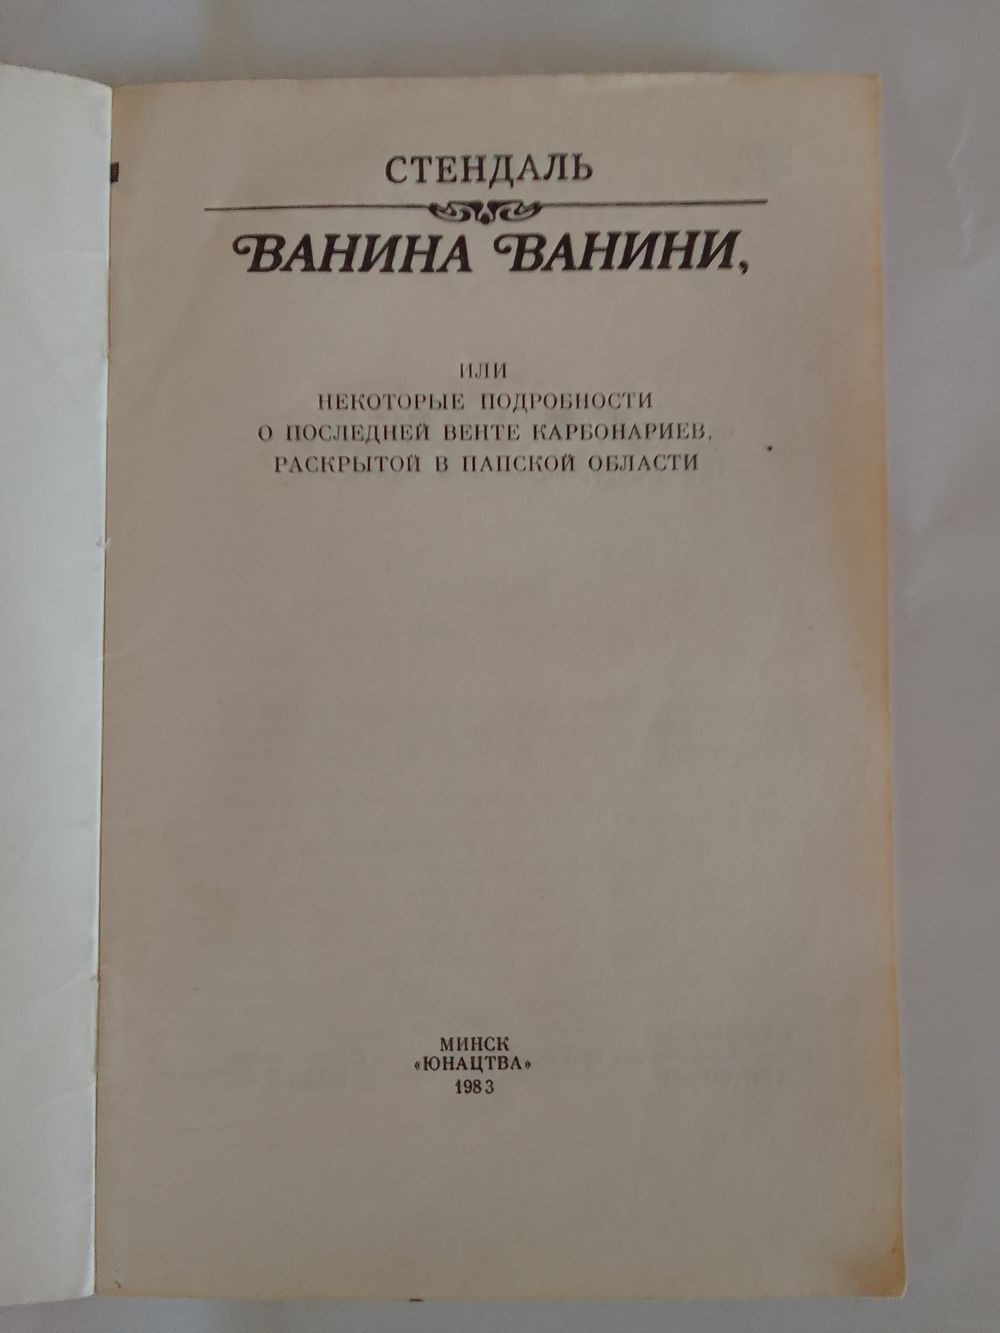 СТЕНДАЛЬ
ВАНИНА ВАНИНИ,
ИЛИ
НЕКОТОРЫЕ ПОДРОБНОСТИ
О ПОСЛЕДНЕЙ ВЕНТЕ КАРБОНАРИЕВ,
РАСКРЫТОЙ В ПАПСКОЙ ОБЛАСТИ
МИНСК
«ЮНАЦТВА»
1983